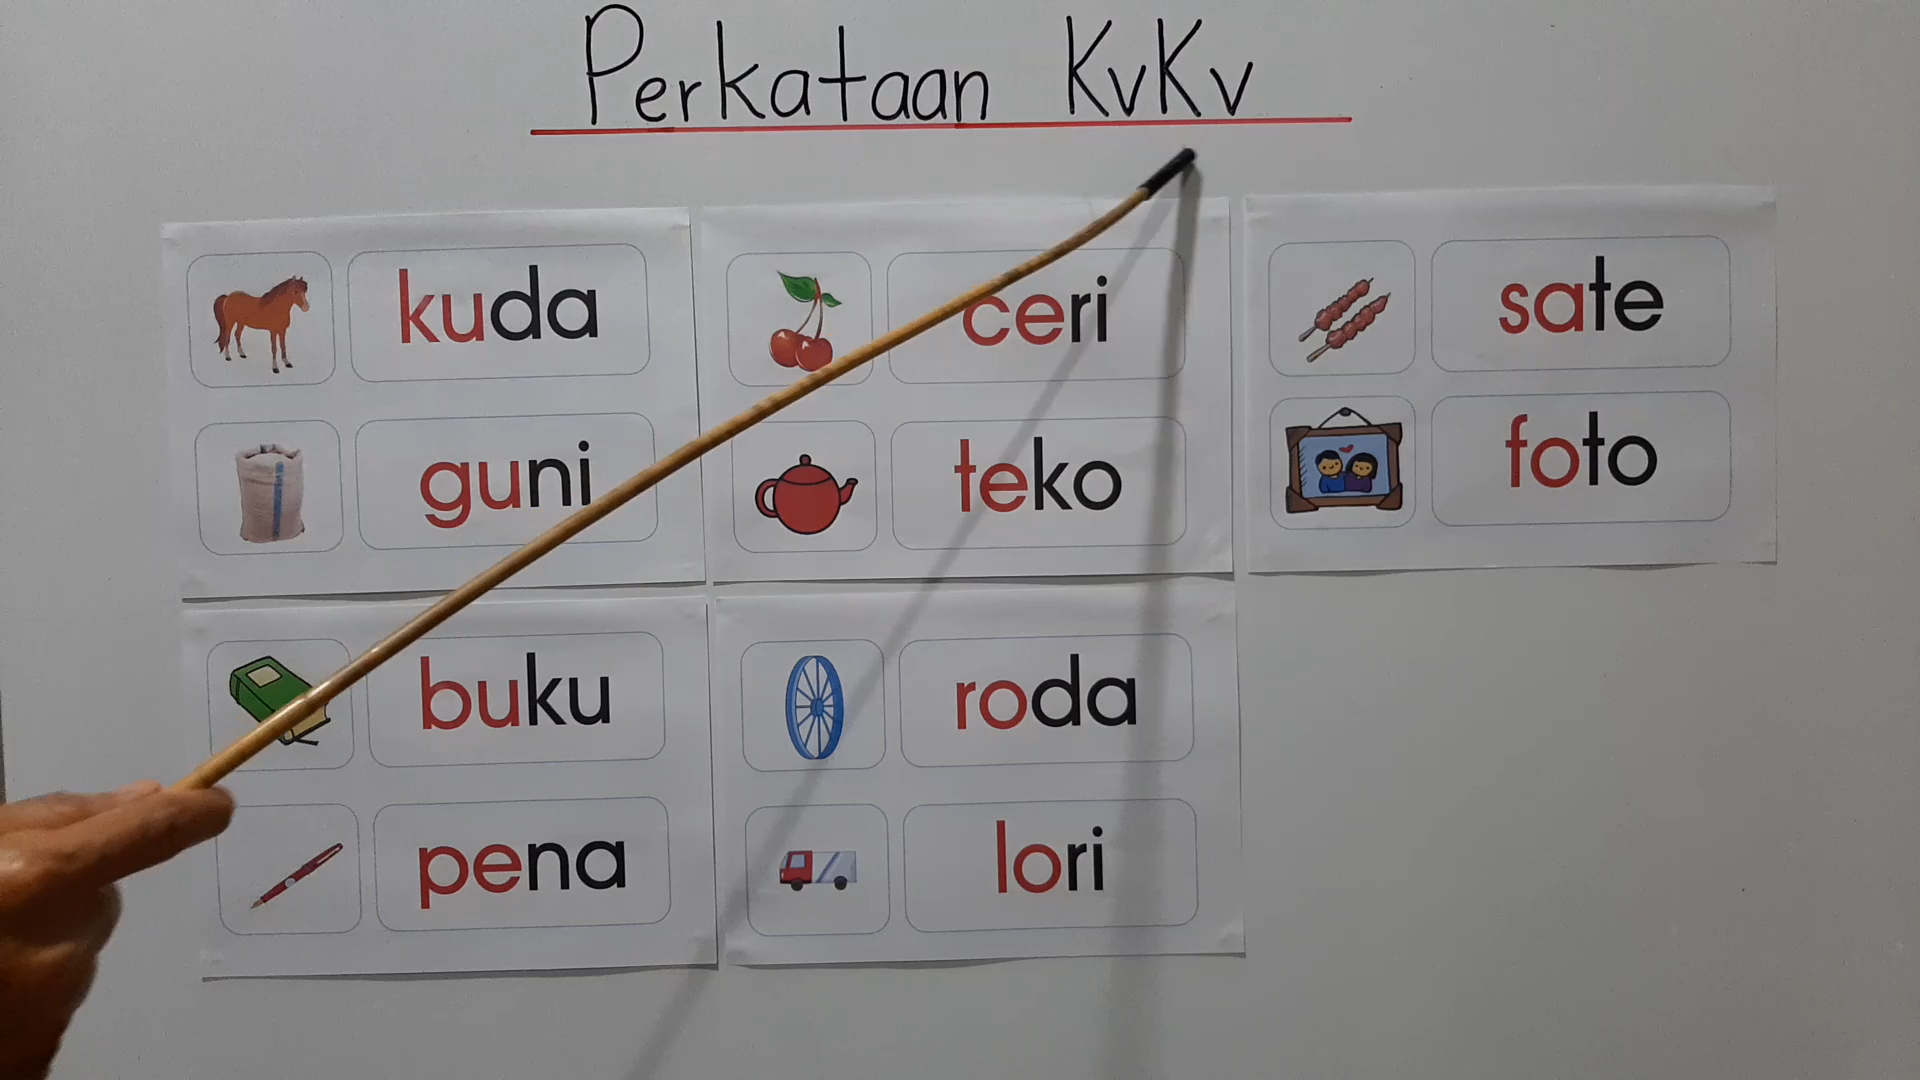 Perkataan KvKv
kuda
guni
ceri
teko
sate
foto
buku
pena
roda
lori